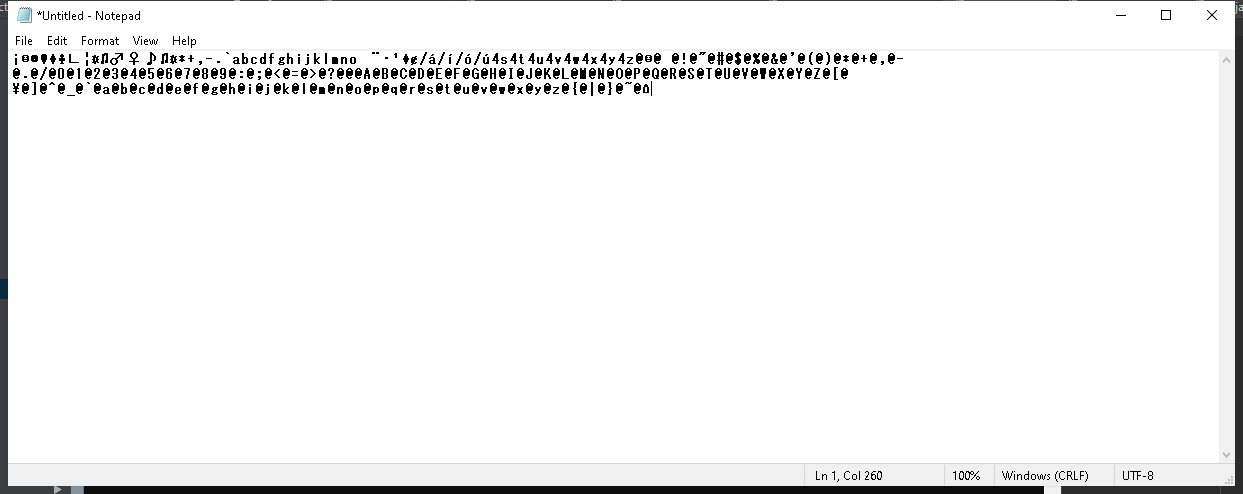 *Untitled - Notepad
File Edit Format View Help
¡◘◙♥♦♣∟¦¤♫♂♀♪♫¤*+,-.`abcdfghijklmno ¨·¹♦¢/á/í/ó/ú4s4t4u4v4w4x4y4z@◘@ @!@˜@#@$@%@&@'@(@)@*@+@,@-
@.@/@0@1@2@3@4@5@6@7@8@9@:@;@<@=@>@?@@@A@B@C@D@E@F@G@H@I@J@K@L@M@N@O@P@Q@R@S@T@U@V@W@X@Y@Z@[@
¥@]@^@_@`@a@b@c@d@e@f@g@h@i@j@k@l@m@n@o@p@q@r@s@t@u@v@w@x@y@z@{@|@}@˜@⌂
Ln 1, Col 260
100%
Windows (CRLF)
UTF-8